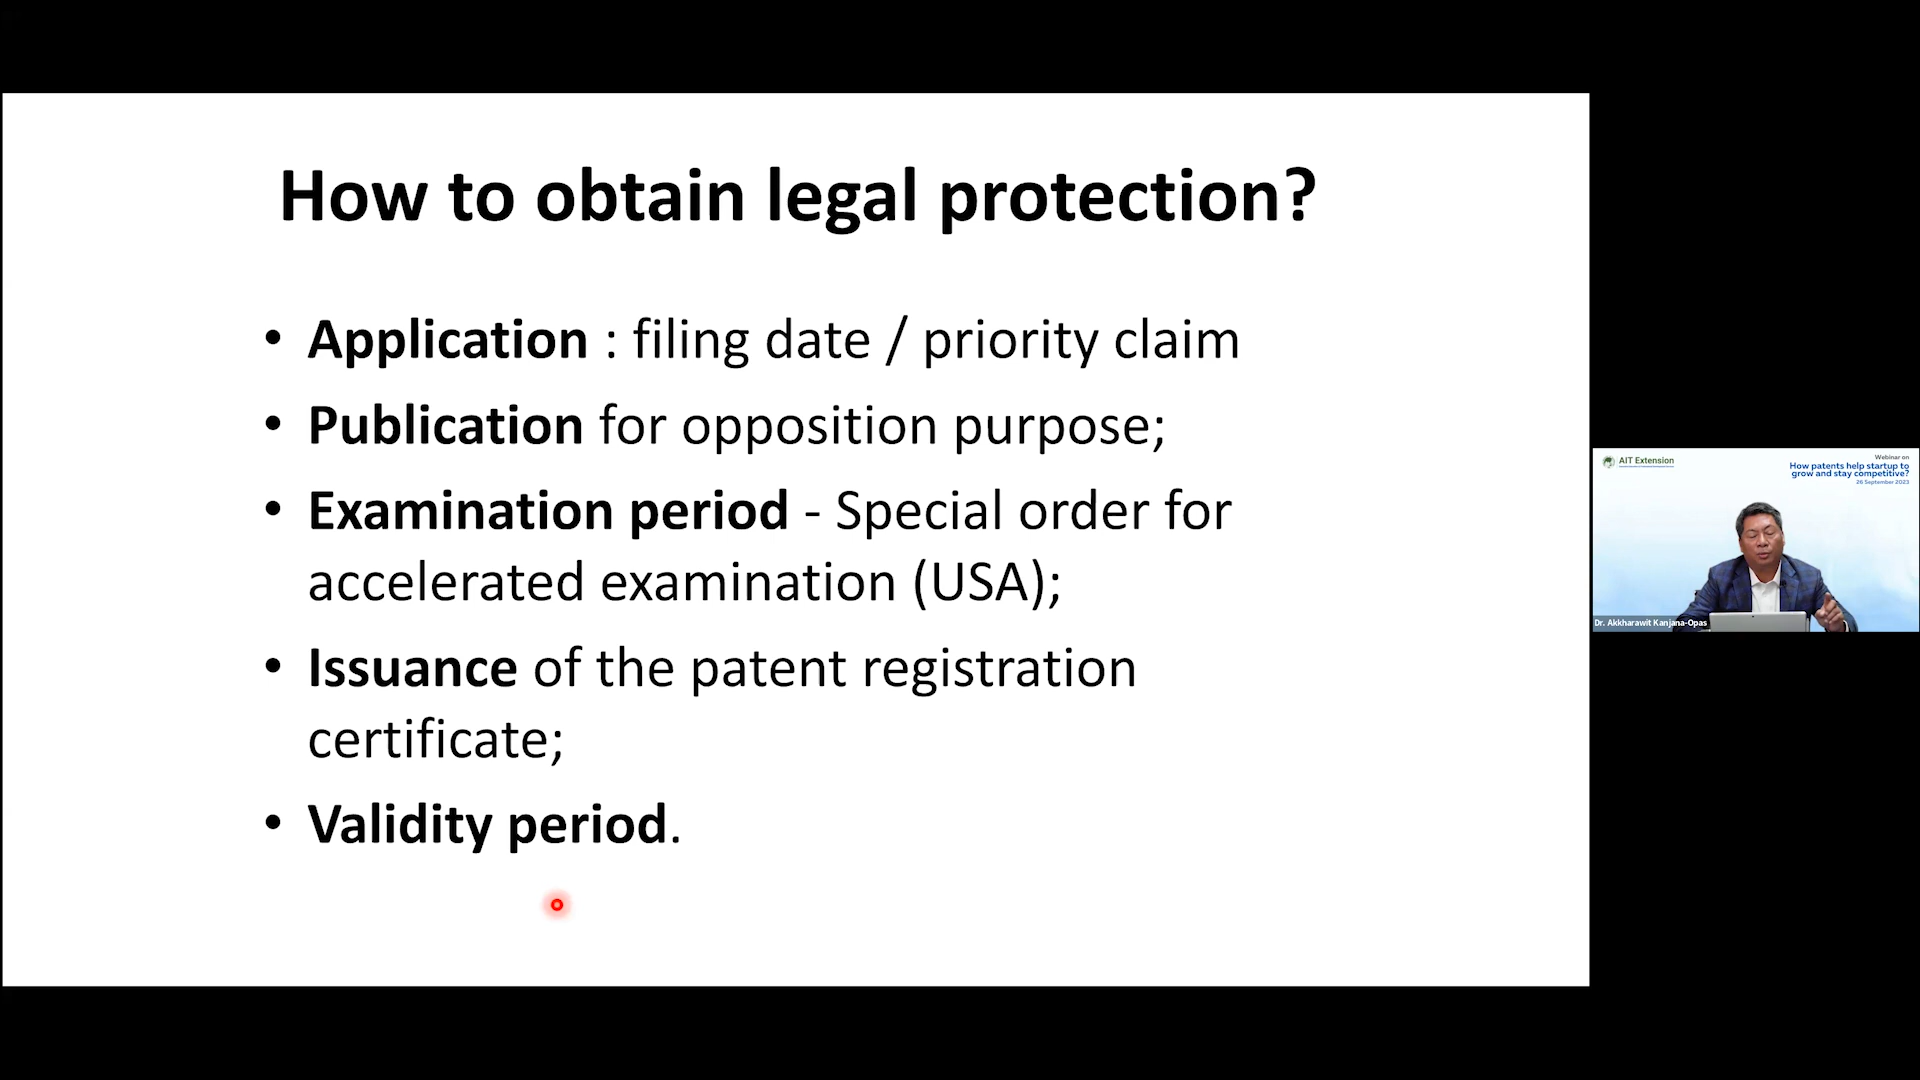 How to obtain legal protection?
• Application : filing date / priority claim
• Publication for opposition purpose;
• Examination period - Special order for
accelerated examination (USA);
• Issuance of the patent registration
certificate;
• Validity period.
AIT Extension
Webinar on
How patents help startup to
grow and stay competitive?
26 September 2023
Dr. Akkharawit Kanjana-Opas